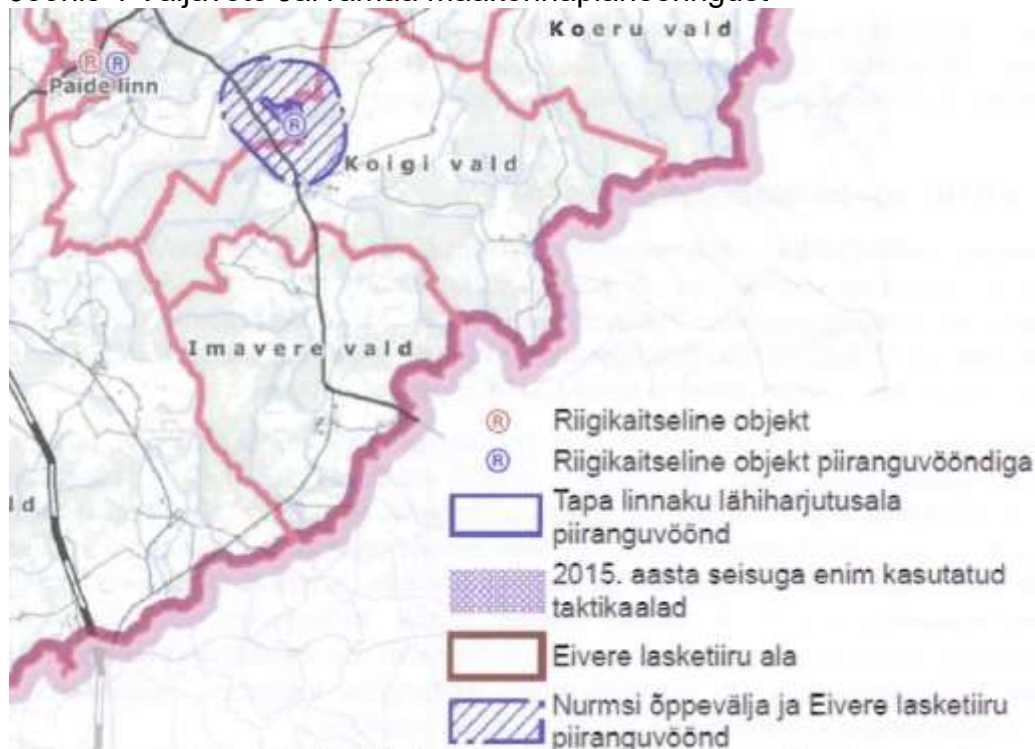 Koeru vald
R R
Paide linn
R
Koigi vald
Imavere vald
d
R Riigikaitseline objekt
R Riigikaitseline objekt piiranguvööndiga
Tapa linnaku lähiharjutusala
piiranguvöönd
2015. aasta seisuga enim kasutatud
taktikaalad
Eivere lasketiiru ala
Nurmsi õppevälja ja Eivere lasketiiru
piiranguvöönd